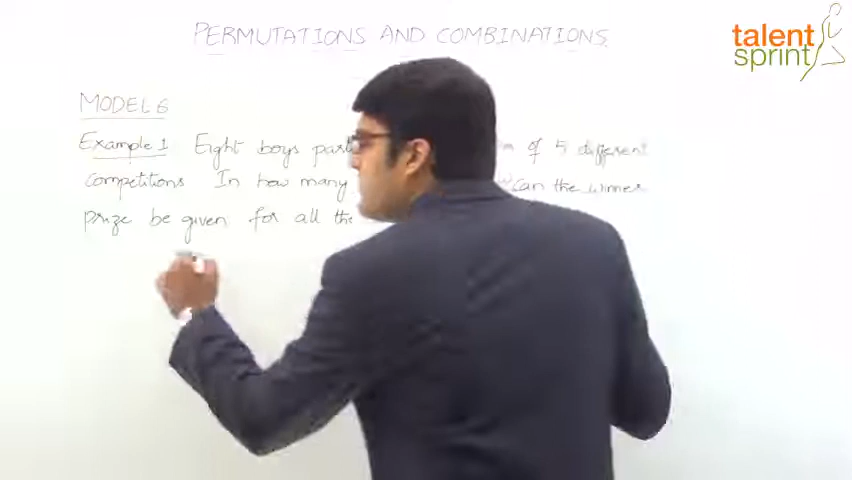 PERMUTATIONS AND COMBINATIONS.
talent
sprint
MODEL 6
Example 1 Eight boys of 5 different
competitions In how many Can the winner
prize be given for all the